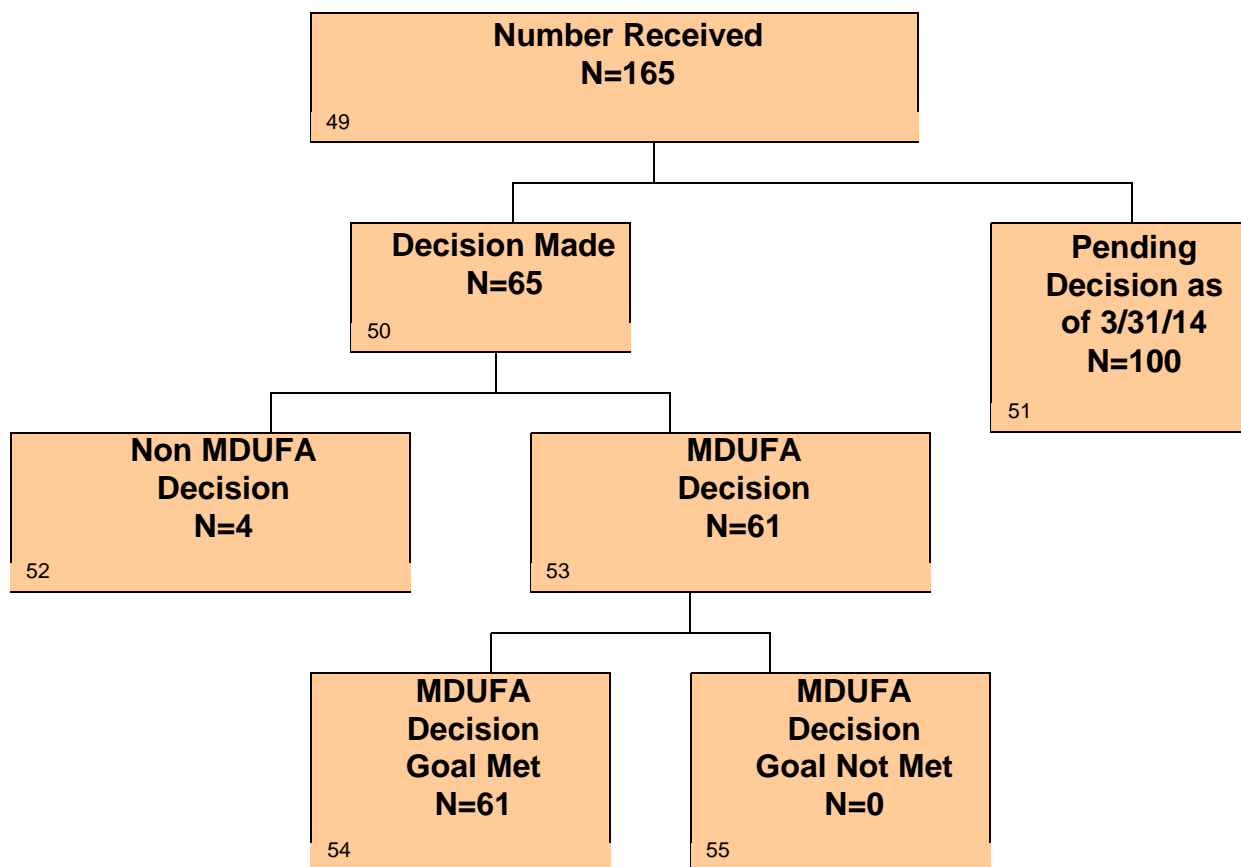 Number Received
N=165
49
Decision Made
N=65
50
Pending
Decision as
of 3/31/14
N=100
51
Non MDUFA
Decision
N=4
52
MDUFA
Decision
N=61
53
MDUFA
Decision
Goal Met
N=61
54
MDUFA
Decision
Goal Not Met
N=0
55